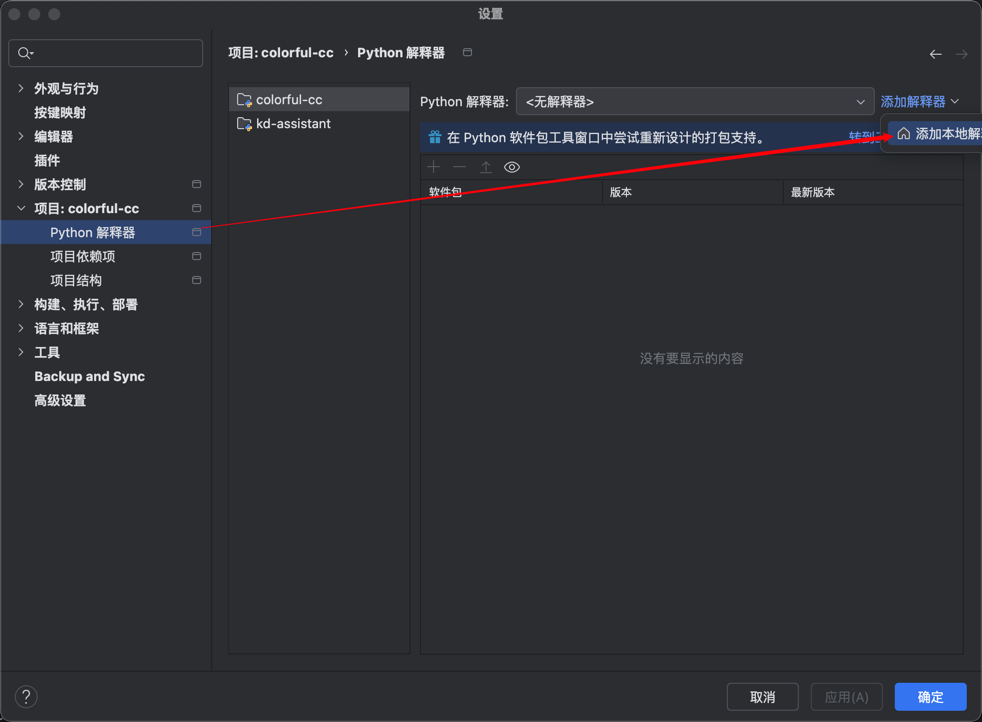 设置
项目: colorful-cc › Python 解释器
外观与行为
按键映射
编辑器
插件
版本控制
项目: colorful-cc
Python 解释器
项目依赖项
项目结构
构建、执行、部署
语言和框架
工具
Backup and Sync
高级设置
colorful-cc
kd-assistant
Python 解释器: <无解释器> 添加解释器
添加本地解
在 Python 软件包工具窗口中尝试重新设计的打包支持。 转到
软件包 版本 最新版本
没有要显示的内容
? 取消 应用(A) 确定